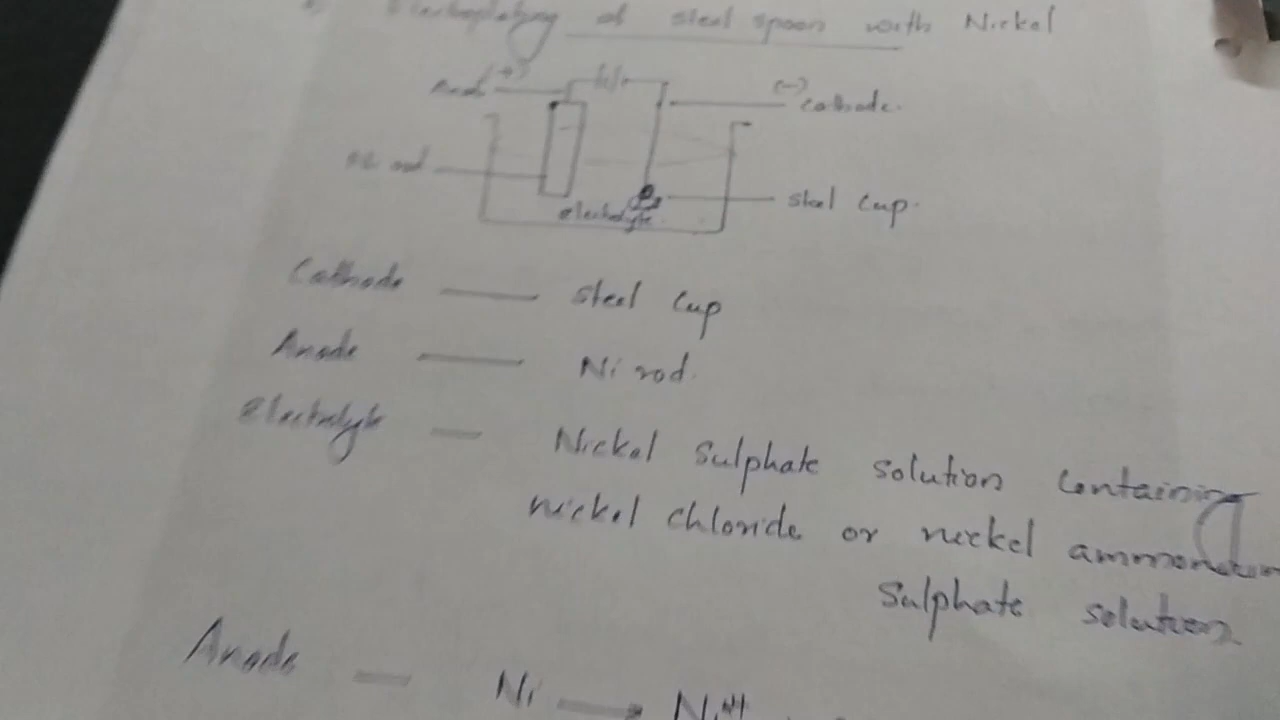 Electroplating of steel spoon with Nickel
Anode (+)
(-) cathode.
rod
steel cup.
electrolyte
Cathode — steel cup
Anode — Ni rod.
electrolyte — Nickel sulphate solution containing
nickel chloride or nickel ammonium
sulphate solution.
Anode — Ni → Ni++